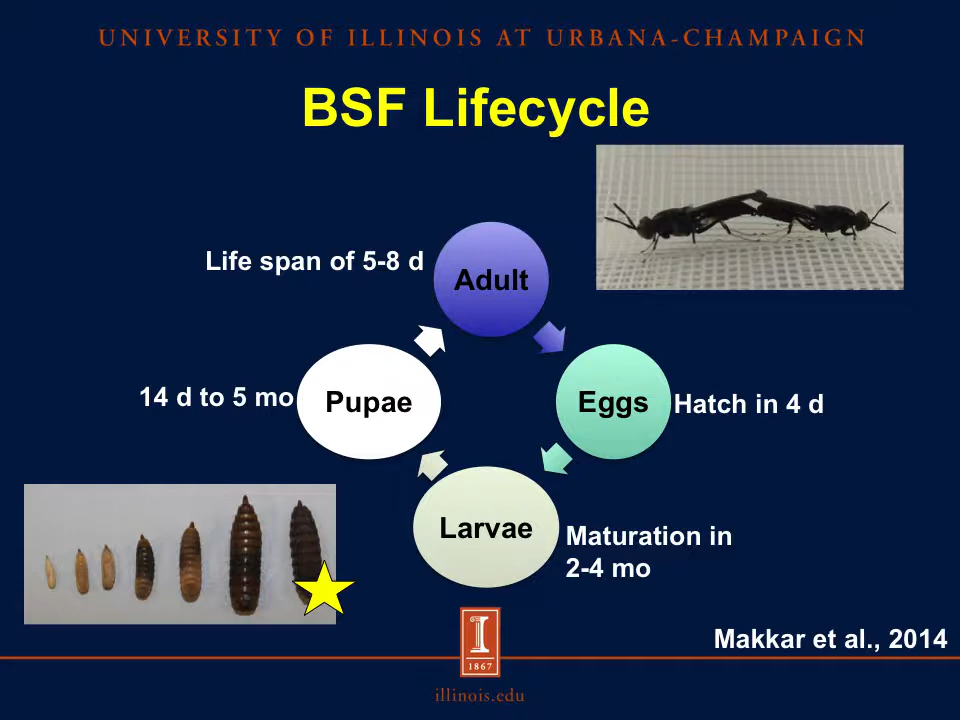 UNIVERSITY OF ILLINOIS AT URBANA-CHAMPAIGN
BSF Lifecycle
Life span of 5-8 d
Adult
14 d to 5 mo
Pupae
Eggs
Hatch in 4 d
Larvae
Maturation in
2-4 mo
Makkar et al., 2014
I
1867
illinois.edu